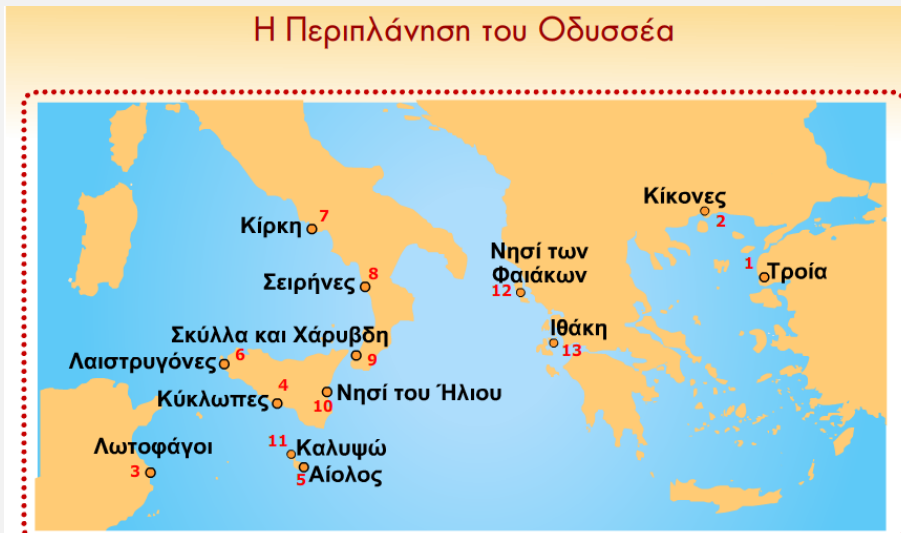 Η Περιπλάνηση του Οδυσσέα
Κίκονες
2
Κίρκη
7
Νησί των
Φαιάκων
12
1
Τροία
Σειρήνες
8
Ιθάκη
13
Σκύλλα και Χάρυβδη
9
Λαιστρυγόνες
6
Κύκλωπες
4
Νησί του Ήλιου
10
Λωτοφάγοι
3
11
Καλυψώ
5
Αίολος